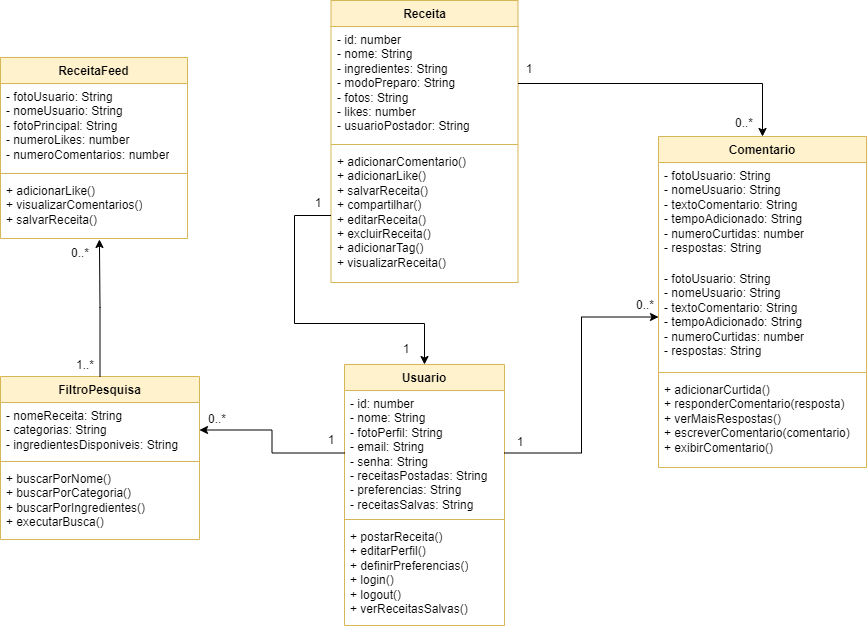 Receita
- id: number
- nome: String
- ingredientes: String
- modoPreparo: String
- fotos: String
- likes: number
- usuarioPostador: String
+ adicionarComentario()
+ adicionarLike()
+ salvarReceita()
+ compartilhar()
+ editarReceita()
+ excluirReceita()
+ adicionarTag()
+ visualizarReceita()
ReceitaFeed
- fotoUsuario: String
- nomeUsuario: String
- fotoPrincipal: String
- numeroLikes: number
- numeroComentarios: number
+ adicionarLike()
+ visualizarComentarios()
+ salvarReceita()
1
0..*
Comentario
- fotoUsuario: String
- nomeUsuario: String
- textoComentario: String
- tempoAdicionado: String
- numeroCurtidas: number
- respostas: String
- fotoUsuario: String
- nomeUsuario: String
- textoComentario: String
- tempoAdicionado: String
- numeroCurtidas: number
- respostas: String
+ adicionarCurtida()
+ responderComentario(resposta)
+ verMaisRespostas()
+ escreverComentario(comentario)
+ exibirComentario()
1
0..*
0..*
1
1..*
FiltroPesquisa
- nomeReceita: String
- categorias: String
- ingredientesDisponiveis: String
+ buscarPorNome()
+ buscarPorCategoria()
+ buscarPorIngredientes()
+ executarBusca()
0..*
1
Usuario
- id: number
- nome: String
- fotoPerfil: String
- email: String
- senha: String
- receitasPostadas: String
- preferencias: String
- receitasSalvas: String
+ postarReceita()
+ editarPerfil()
+ definirPreferencias()
+ login()
+ logout()
+ verReceitasSalvas()
1